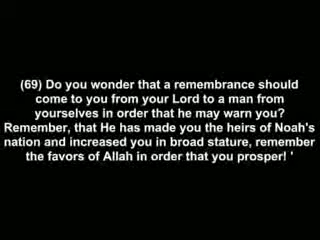 (69) Do you wonder that a remembrance should
come to you from your Lord to a man from
yourselves in order that he may warn you?
Remember, that He has made you the heirs of Noah's
nation and increased you in broad stature, remember
the favors of Allah in order that you prosper! '